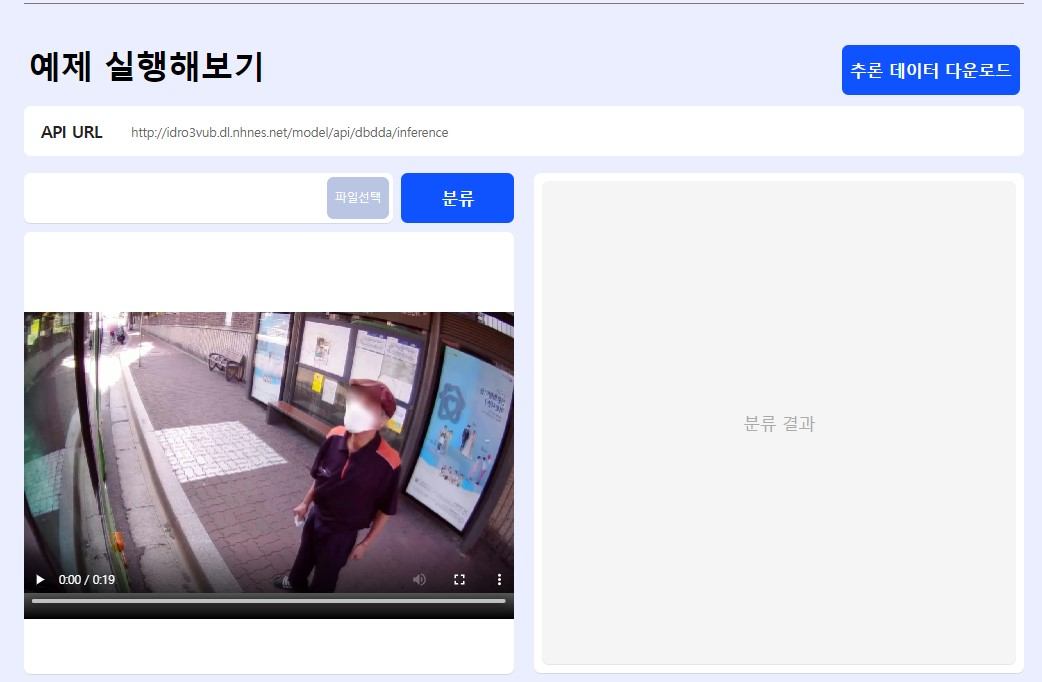 예제 실행해보기
추론 데이터 다운로드
API URL
http://idro3vub.dl.nhnes.net/model/api/dbdda/inference
파일선택
분류
분류 결과
0:00 / 0:19